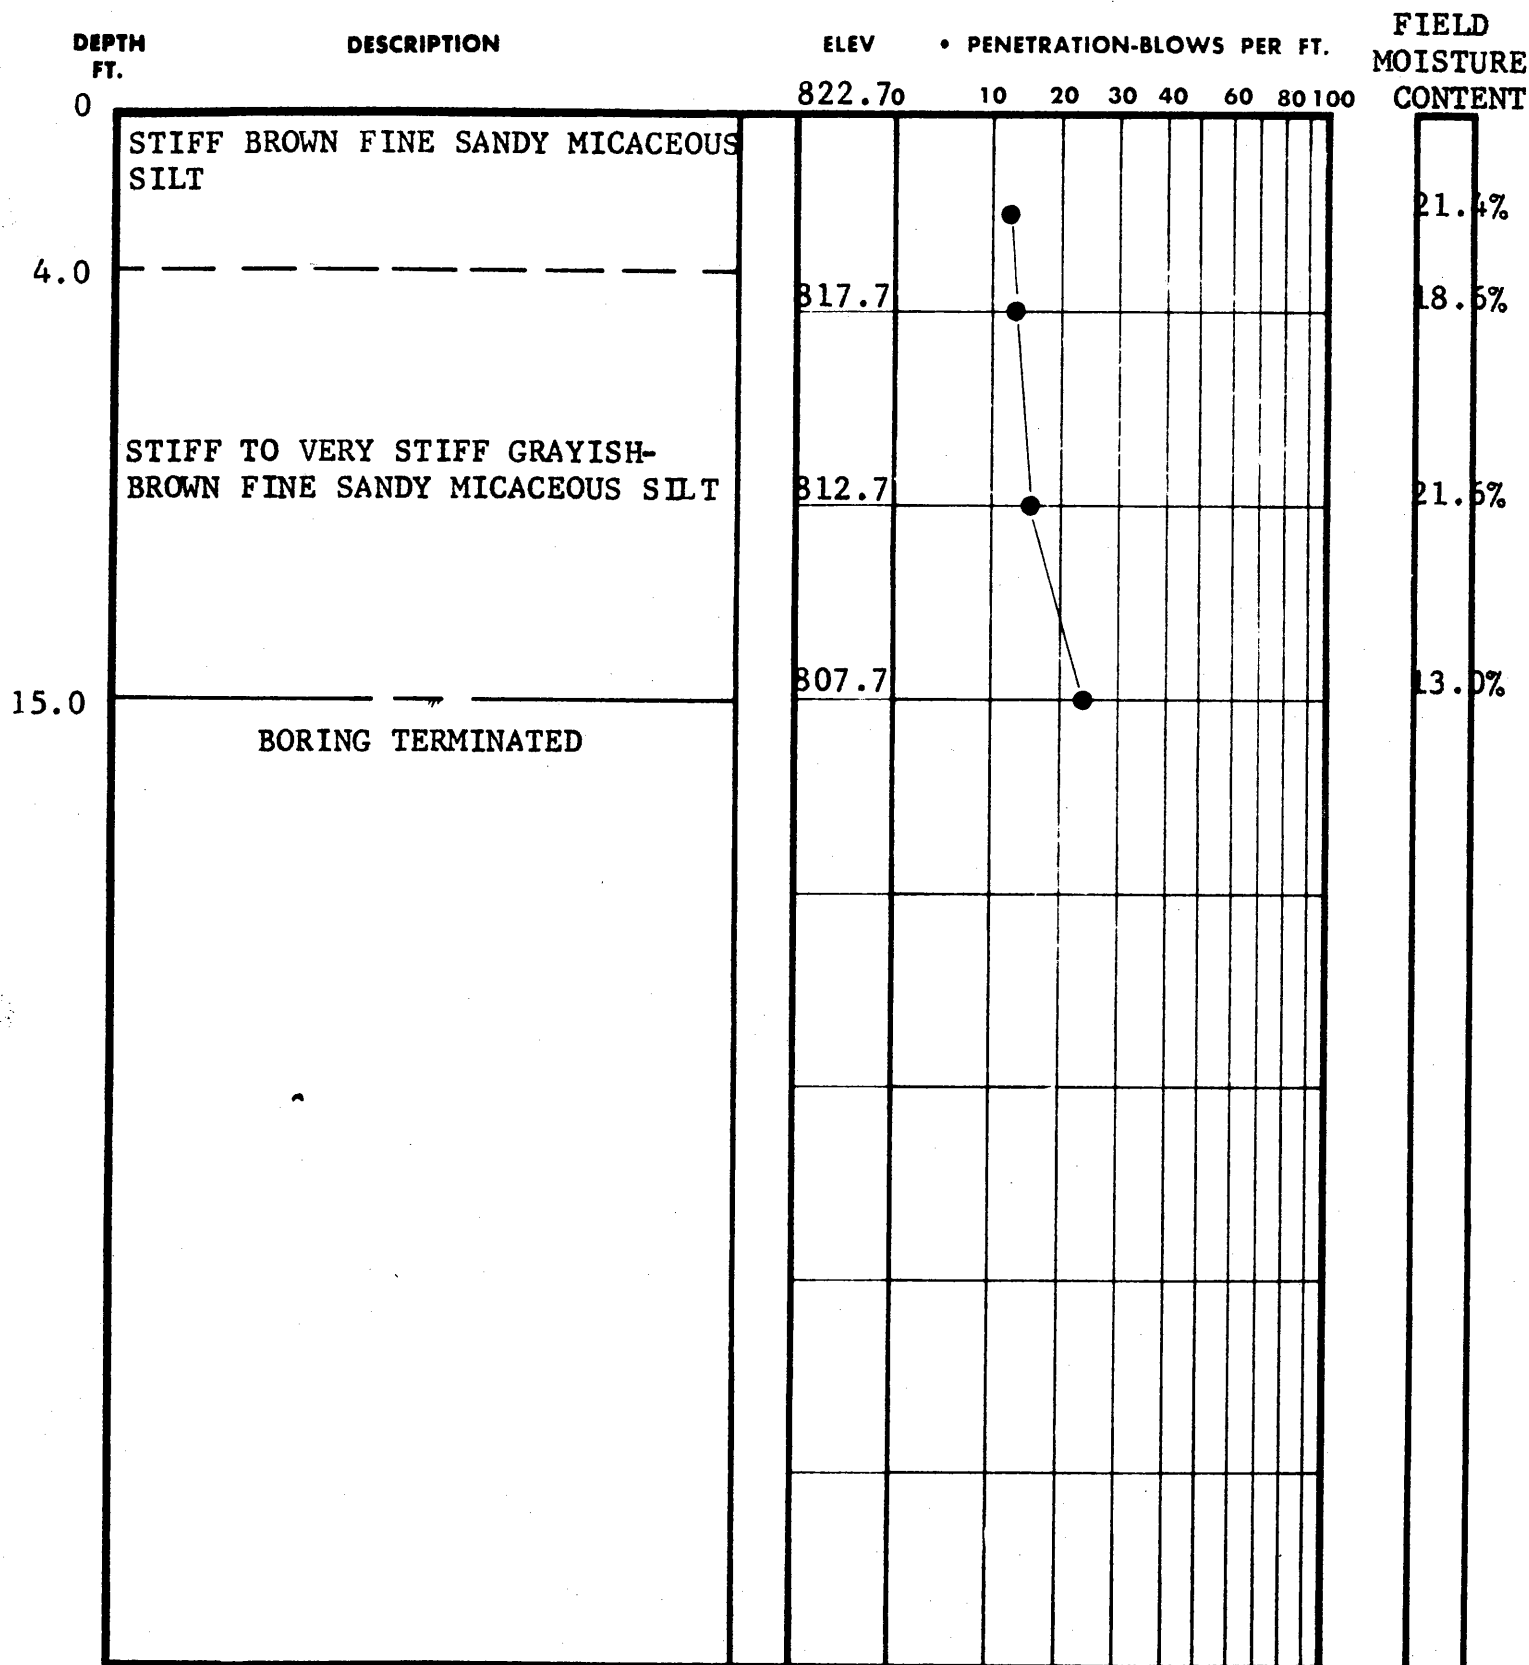 DEPTH FT.
DESCRIPTION
ELEV
• PENETRATION-BLOWS PER FT.
FIELD
MOISTURE
CONTENT
0
822.7
0 10 20 30 40 60 80 100
STIFF BROWN FINE SANDY MICACEOUS
SILT
21.4%
4.0
817.7
18.6%
STIFF TO VERY STIFF GRAYISH-
BROWN FINE SANDY MICACEOUS SILT
812.7
21.6%
15.0
807.7
13.0%
BORING TERMINATED